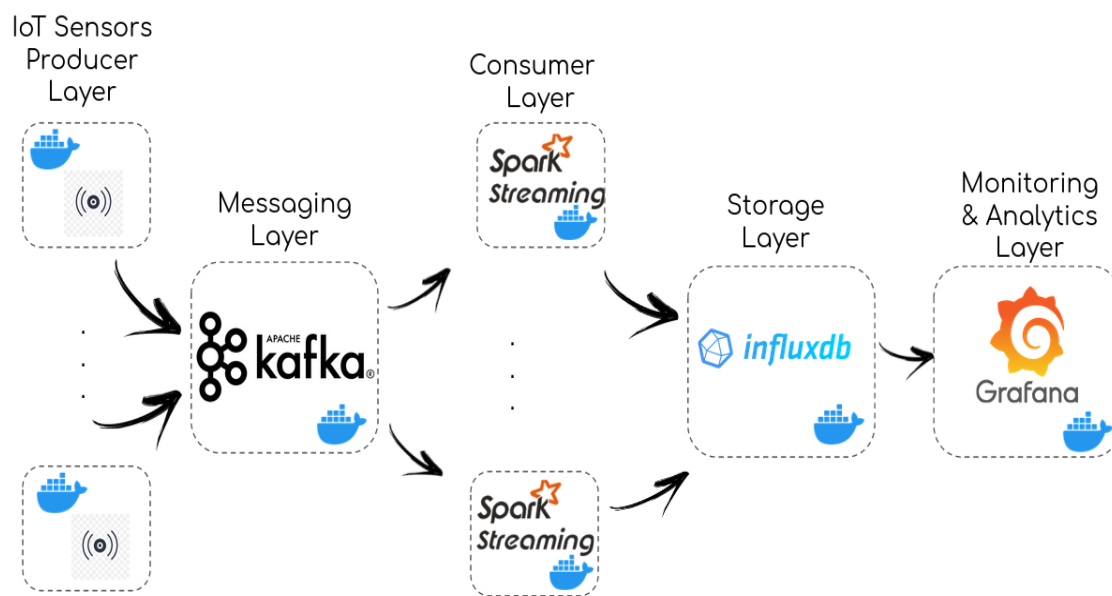 IoT Sensors
Producer
Layer
Messaging
Layer
APACHE
kafka®
Consumer
Layer
Spark
Streaming
Spark
Streaming
Storage
Layer
influxdb
Monitoring
& Analytics
Layer
Grafana